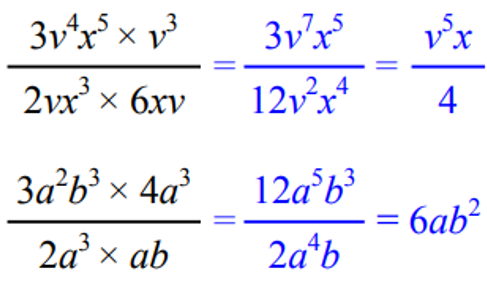 3v⁴x⁵ × v³ / 2vx³ × 6xv = 3v⁷x⁵ / 12v²x⁴ = v⁵x / 4
3a²b³ × 4a³ / 2a³ × ab = 12a⁵b³ / 2a⁴b = 6ab²